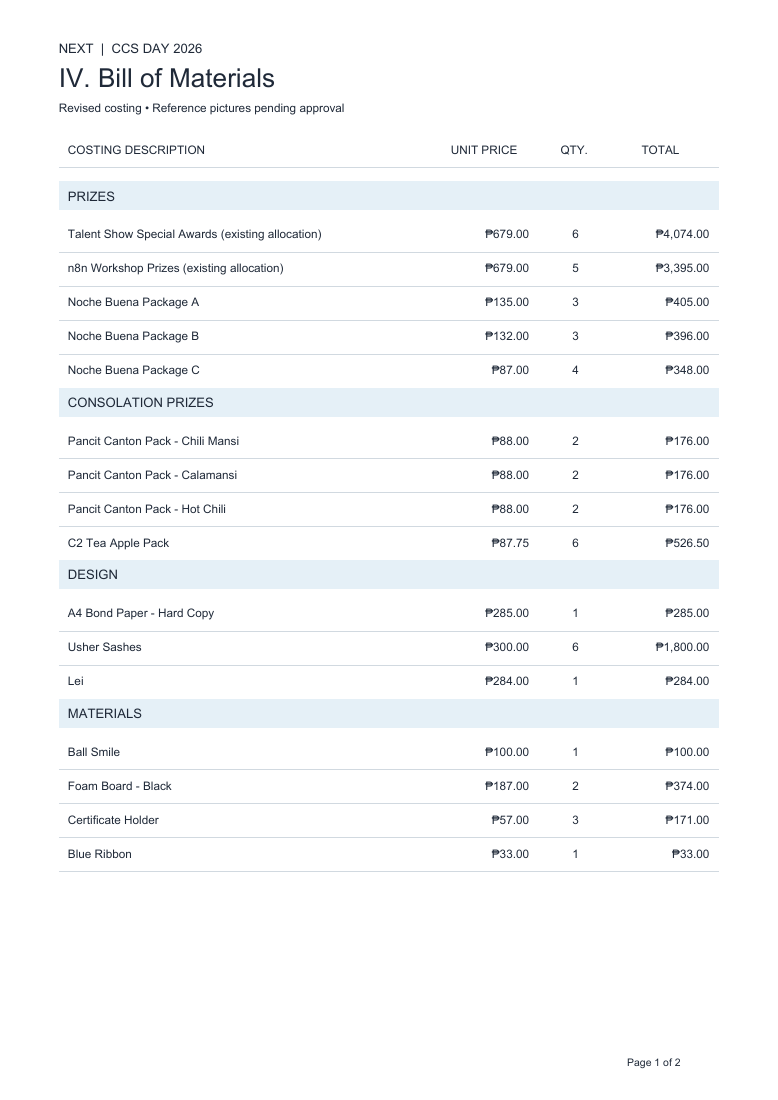 NEXT | CCS DAY 2026
IV. Bill of Materials
Revised costing • Reference pictures pending approval
COSTING DESCRIPTION UNIT PRICE QTY. TOTAL
PRIZES
Talent Show Special Awards (existing allocation) ₱679.00 6 ₱4,074.00
n8n Workshop Prizes (existing allocation) ₱679.00 5 ₱3,395.00
Noche Buena Package A ₱135.00 3 ₱405.00
Noche Buena Package B ₱132.00 3 ₱396.00
Noche Buena Package C ₱87.00 4 ₱348.00
CONSOLATION PRIZES
Pancit Canton Pack - Chili Mansi ₱88.00 2 ₱176.00
Pancit Canton Pack - Calamansi ₱88.00 2 ₱176.00
Pancit Canton Pack - Hot Chili ₱88.00 2 ₱176.00
C2 Tea Apple Pack ₱87.75 6 ₱526.50
DESIGN
A4 Bond Paper - Hard Copy ₱285.00 1 ₱285.00
Usher Sashes ₱300.00 6 ₱1,800.00
Lei ₱284.00 1 ₱284.00
MATERIALS
Ball Smile ₱100.00 1 ₱100.00
Foam Board - Black ₱187.00 2 ₱374.00
Certificate Holder ₱57.00 3 ₱171.00
Blue Ribbon ₱33.00 1 ₱33.00
Page 1 of 2